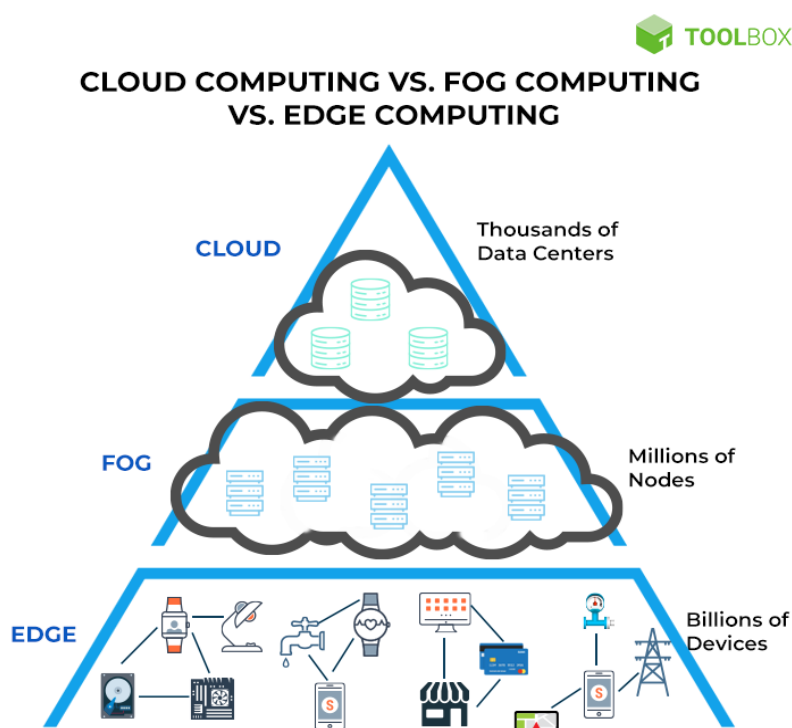 TOOLBOX
CLOUD COMPUTING VS. FOG COMPUTING
VS. EDGE COMPUTING
CLOUD
Thousands of
Data Centers
FOG
Millions of
Nodes
EDGE
Billions of
Devices
S
S